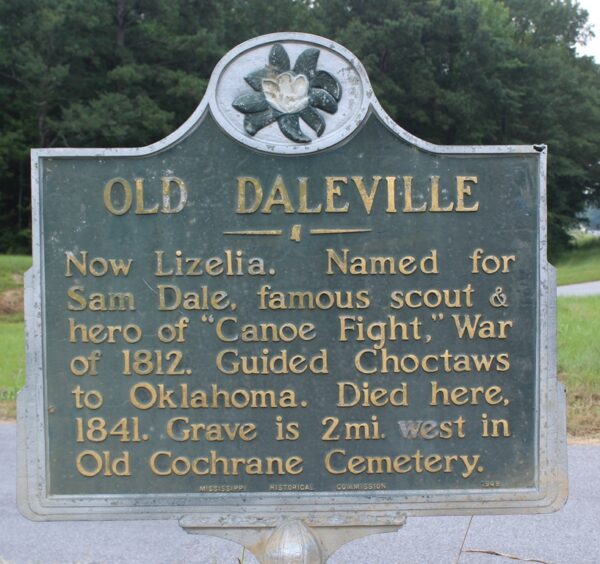 OLD DALEVILLE
Now Lizelia. Named for
Sam Dale, famous scout &
hero of "Canoe Fight," War
of 1812. Guided Choctaws
to Oklahoma. Died here,
1841. Grave is 2 mi. west in
Old Cochrane Cemetery.
MISSISSIPPI HISTORICAL COMMISSION 1949